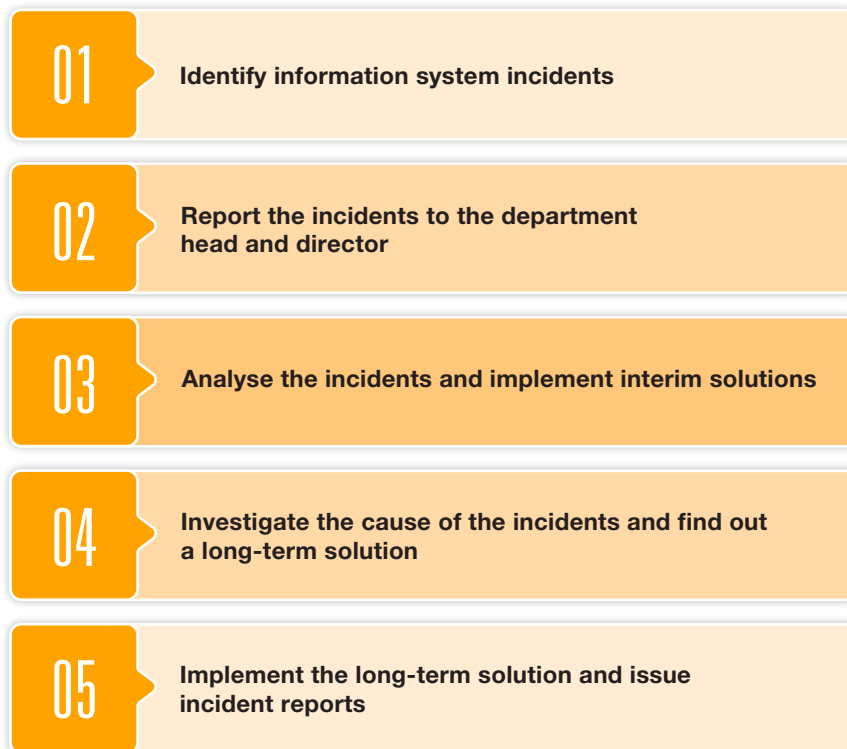 01
Identify information system incidents
02
Report the incidents to the department
head and director
03
Analyse the incidents and implement interim solutions
04
Investigate the cause of the incidents and find out
a long-term solution
05
Implement the long-term solution and issue
incident reports